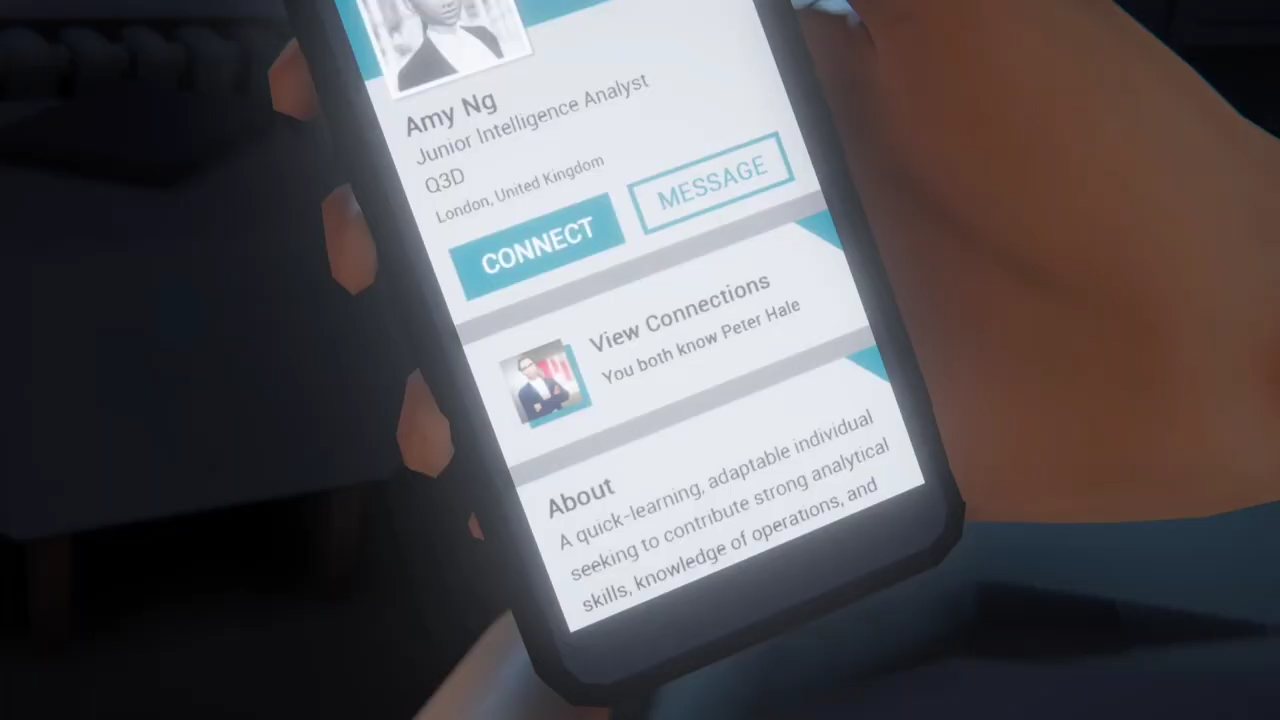 Amy Ng
Junior Intelligence Analyst
Q3D
London, United Kingdom
CONNECT
MESSAGE
View Connections
You both know Peter Hale
About
A quick-learning, adaptable individual
seeking to contribute strong analytical
skills, knowledge of operations, and